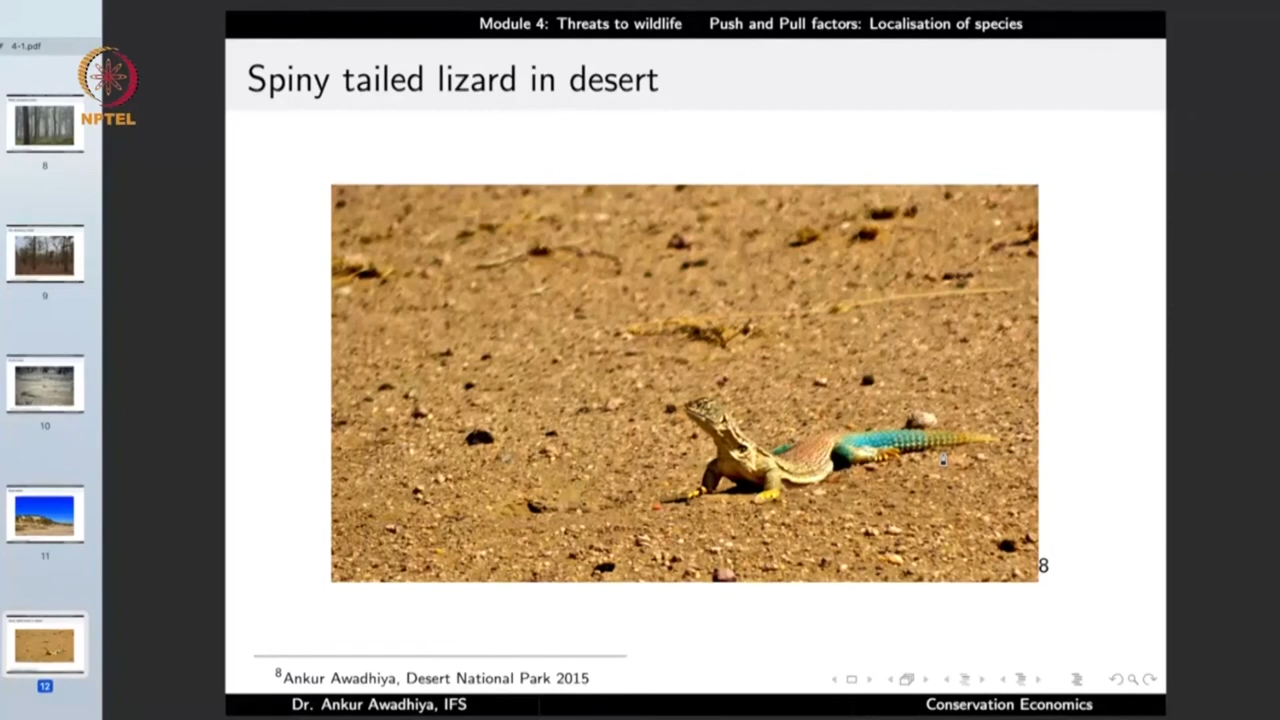 Module 4: Threats to wildlife Push and Pull factors: Localisation of species
4-1.pdf
NPTEL
Spiny tailed lizard in desert
8
9
10
11
12
8
8 Ankur Awadhiya, Desert National Park 2015
Dr. Ankur Awadhiya, IFS Conservation Economics